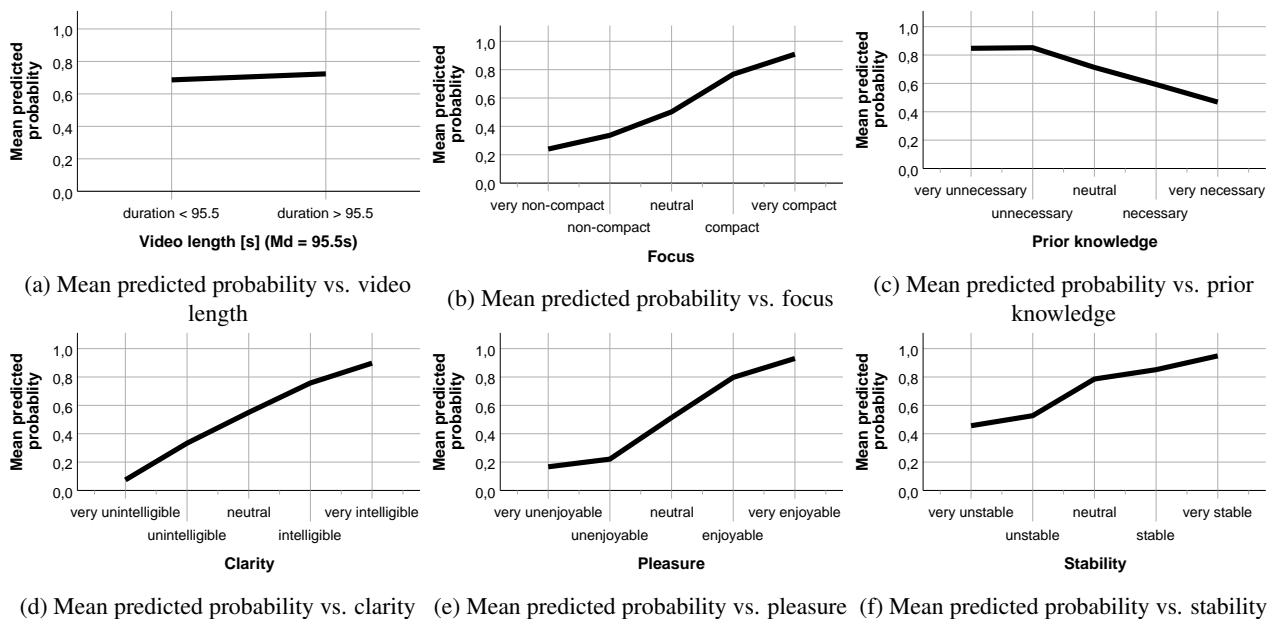 Mean predicted
probablity
1,0
0,8
0,6
0,4
0,2
0,0
duration < 95.5
duration > 95.5
Video length [s] (Md = 95.5s)
(a) Mean predicted probability vs. video
length
Mean predicted
probablity
1,0
0,8
0,6
0,4
0,2
0,0
very non-compact
neutral
very compact
non-compact
compact
Focus
(b) Mean predicted probability vs. focus
Mean predicted
probablity
1,0
0,8
0,6
0,4
0,2
0,0
very unnecessary
neutral
very necessary
unnecessary
necessary
Prior knowledge
(c) Mean predicted probability vs. prior
knowledge
Mean predicted
probablity
1,0
0,8
0,6
0,4
0,2
0,0
very unintelligible
neutral
very intelligible
unintelligible
intelligible
Clarity
(d) Mean predicted probability vs. clarity
Mean predicted
probablity
1,0
0,8
0,6
0,4
0,2
0,0
very unenjoyable
neutral
very enjoyable
unenjoyable
enjoyable
Pleasure
(e) Mean predicted probability vs. pleasure
Mean predicted
probablity
1,0
0,8
0,6
0,4
0,2
0,0
very unstable
neutral
very stable
unstable
stable
Stability
(f) Mean predicted probability vs. stability